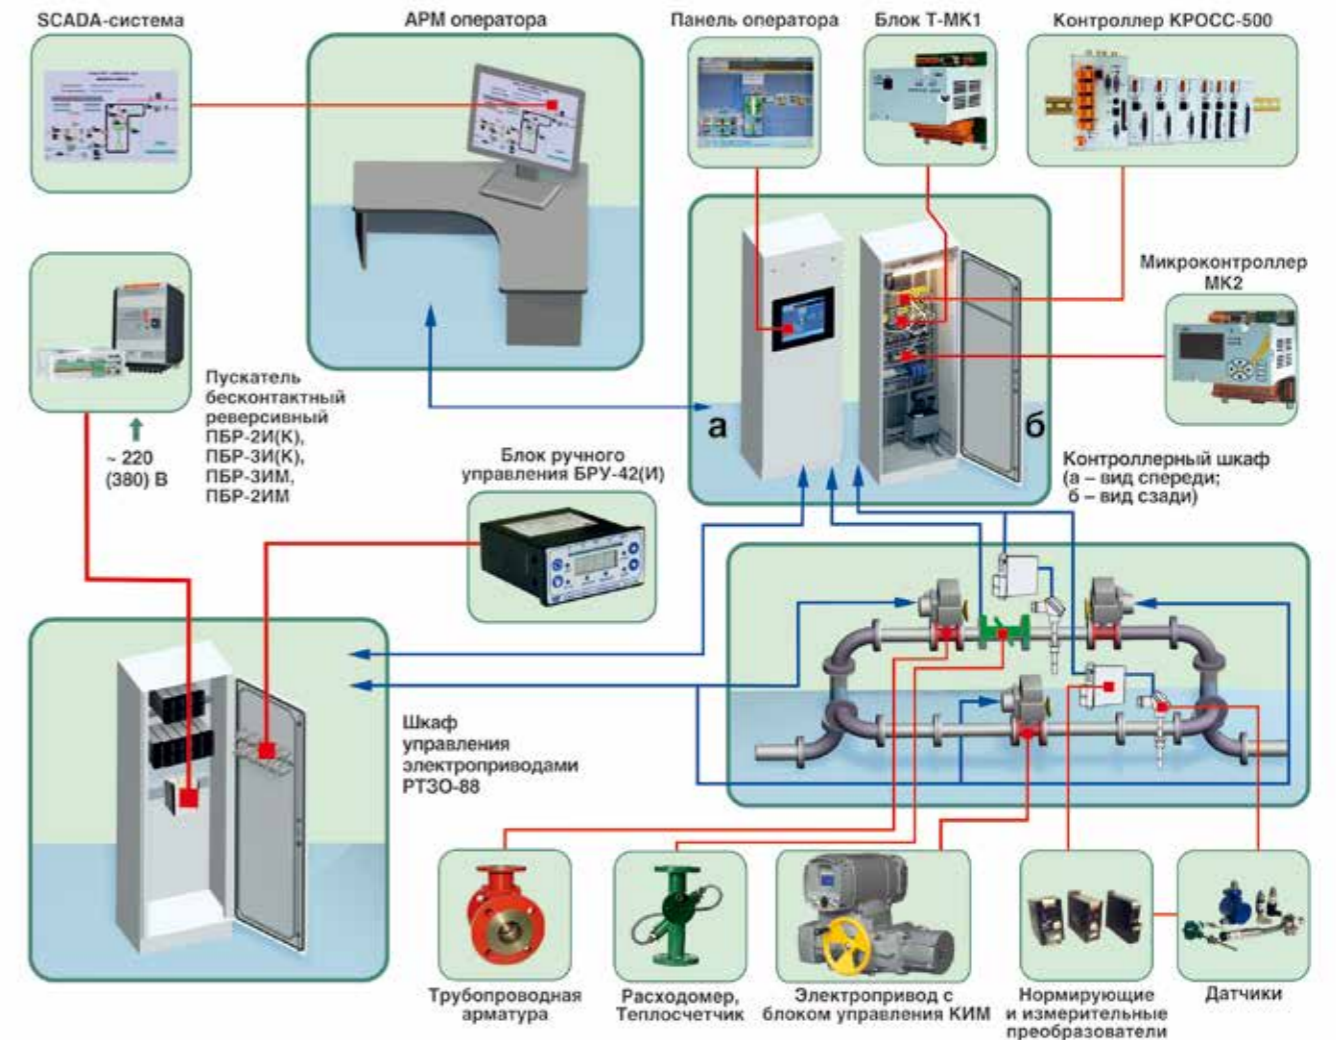 SCADA-система
АРМ оператора
Панель оператора
Блок Т-МК1
Контроллер КРОСС-500
Микроконтроллер
МК2
Пускатель
бесконтактный
реверсивный
ПБР-2И(К),
ПБР-3И(К),
ПБР-3ИМ,
ПБР-2ИМ
~ 220
(380) В
Блок ручного
управления БРУ-42(И)
а
б
Контроллерный шкаф
(а – вид спереди;
б – вид сзади)
Шкаф
управления
электроприводами
РТЗО-88
Трубопроводная
арматура
Расходомер,
Теплосчетчик
Электропривод с
блоком управления КИМ
Нормирующие
и измерительные
преобразователи
Датчики